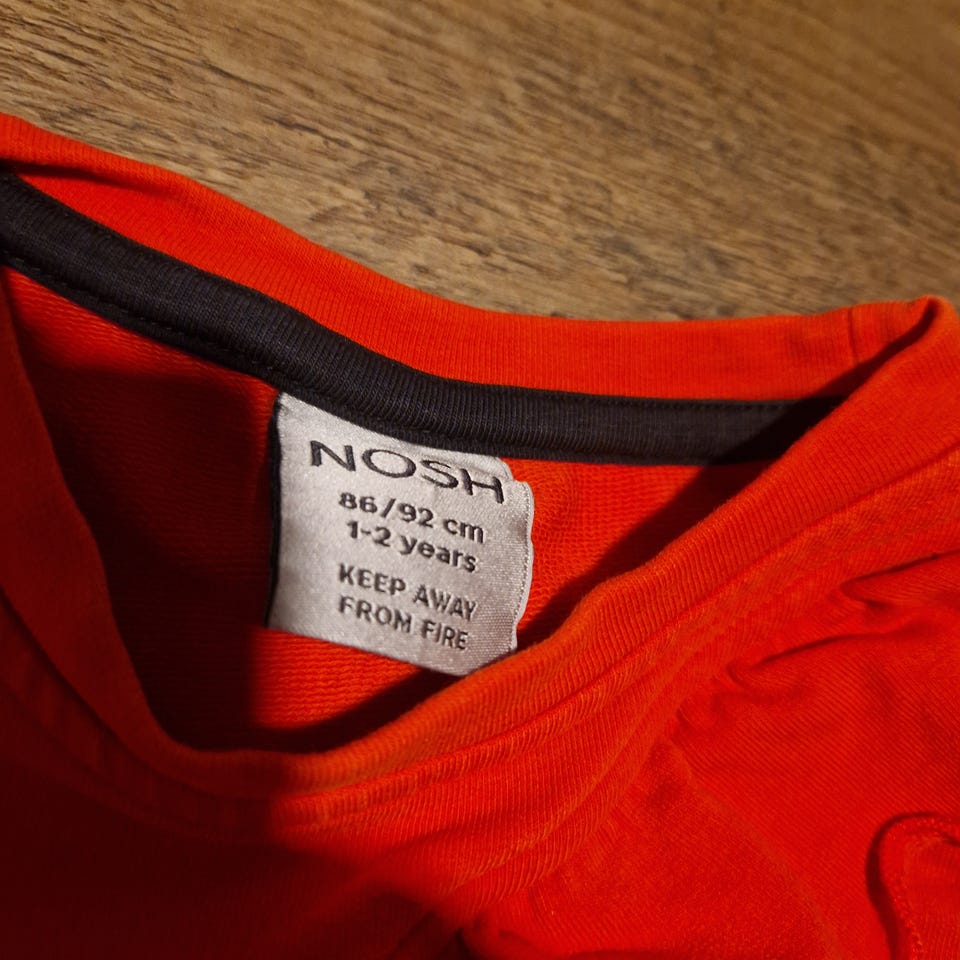 NOSH
86/92 cm
1-2 years
KEEP AWAY
FROM FIRE